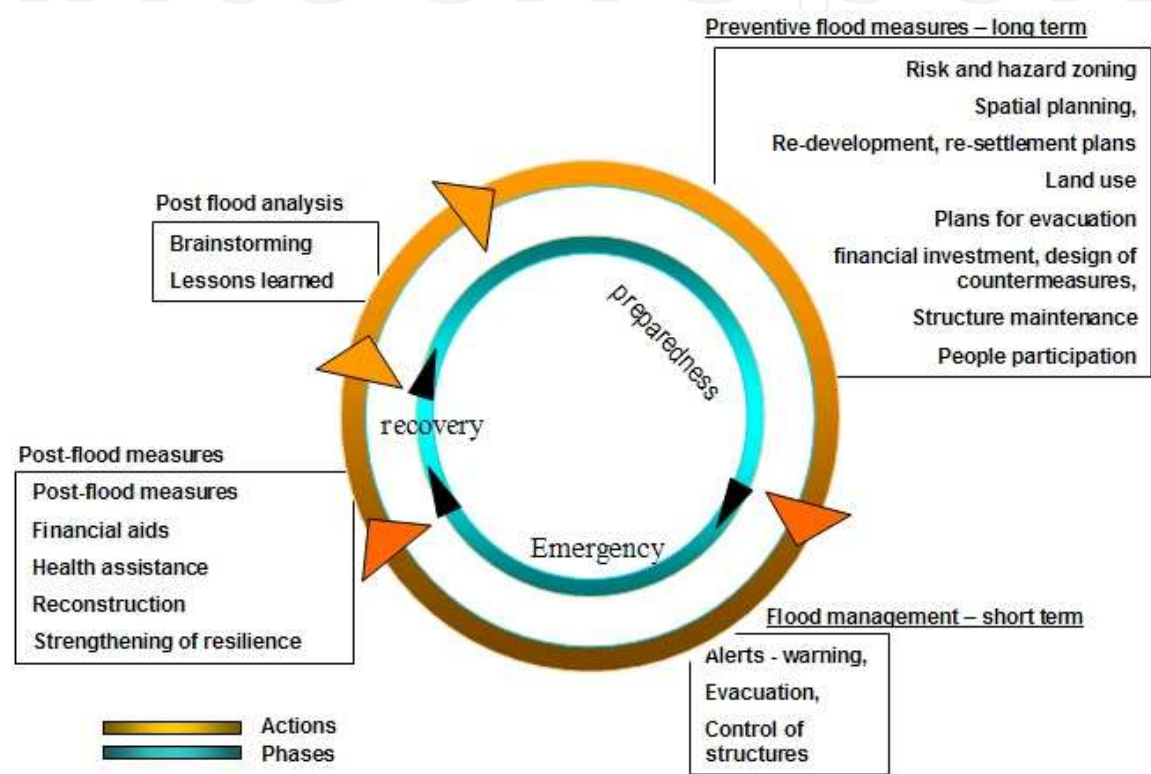 Preventive flood measures – long term
Risk and hazard zoning
Spatial planning,
Re-development, re-settlement plans
Land use
Plans for evacuation
financial investment, design of
countermeasures,
Structure maintenance
People participation
Post flood analysis
Brainstorming
Lessons learned
preparedness
recovery
Emergency
Post-flood measures
Post-flood measures
Financial aids
Health assistance
Reconstruction
Strengthening of resilience
Flood management – short term
Alerts - warning,
Evacuation,
Control of
structures
Actions
Phases